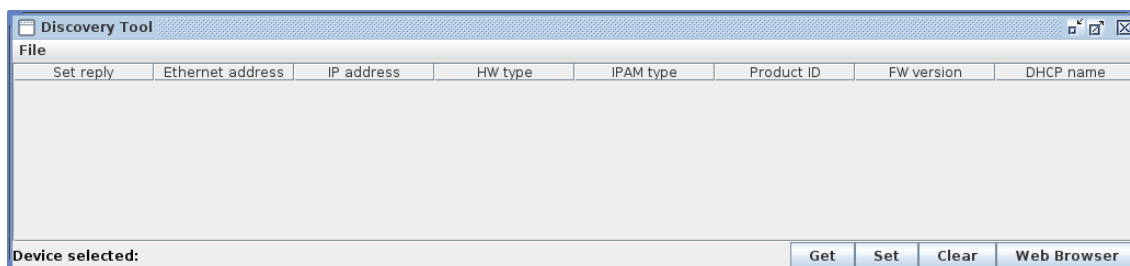 Discovery Tool
File
Set reply Ethernet address IP address HW type IPAM type Product ID FW version DHCP name
Device selected: Get Set Clear Web Browser